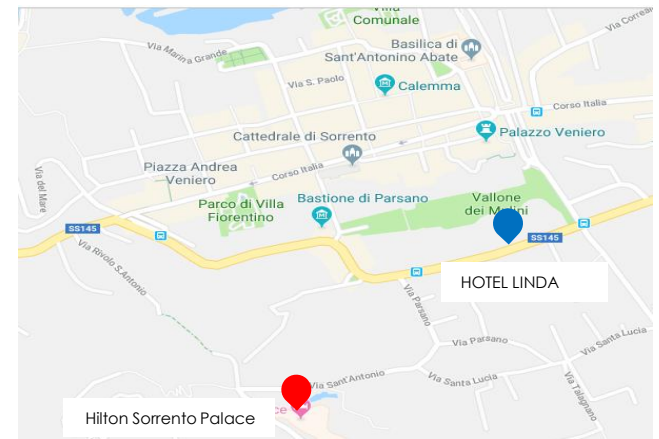 Villa
Comunale
Via Correale
Via Marina Grande
Basilica di
Sant'Antonino Abate
Via S. Paolo
Calemma
Corso Italia
Palazzo Veniero
Cattedrale di Sorrento
Piazza Andrea
Veniero
Corso Italia
Via del Mare
Parco di Villa
Fiorentino
Bastione di Parsano
Vallone
dei Mulini
SS145
SS145
Via Rivolo S.Antonio
HOTEL LINDA
Via Parsano
Via Parsano
Via Santa Lucia
Via Sant'Antonio
Via Santa Lucia
Via Talagnano
Hilton Sorrento Palace
ce